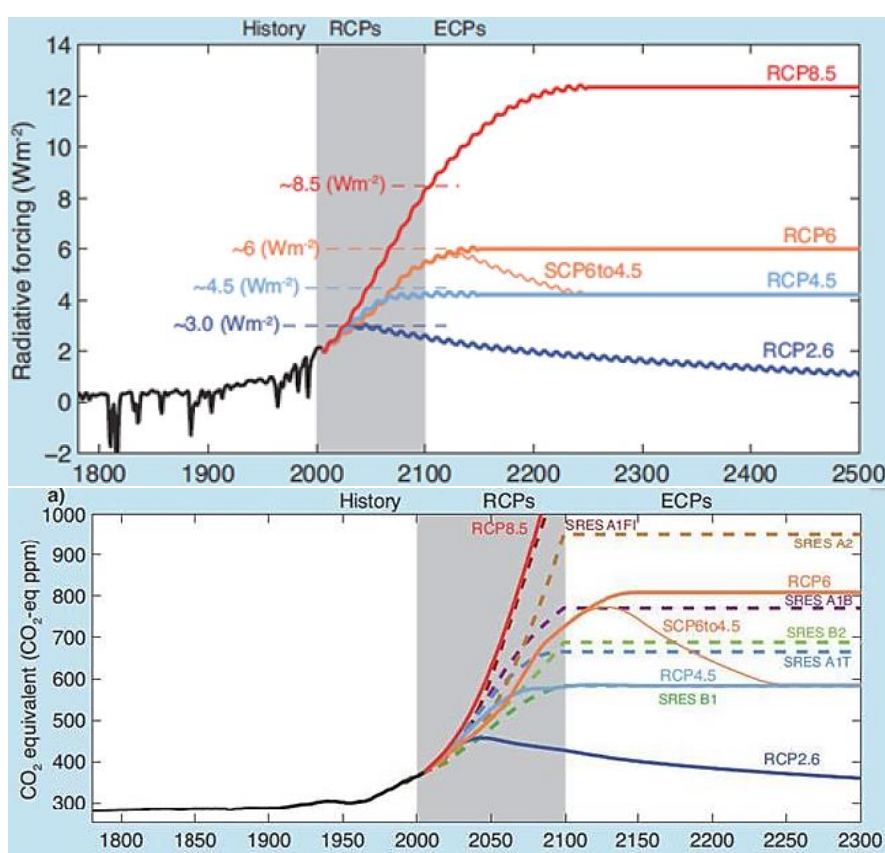 History RCPs ECPs
14
12
10
8
6
4
2
0
−2
Radiative forcing (Wm⁻²)
RCP8.5
~8.5 (Wm⁻²)
~6 (Wm⁻²)
RCP6
SCP6to4.5
~4.5 (Wm⁻²)
RCP4.5
~3.0 (Wm⁻²)
RCP2.6
1800 1900 2000 2100 2200 2300 2400 2500
a)
History RCPs ECPs
1000
900
800
700
600
500
400
300
CO₂ equivalent (CO₂-eq ppm)
RCP8.5
SRES A1FI
SRES A2
RCP6
SRES A1B
SCP6to4.5
SRES B2
SRES A1T
RCP4.5
SRES B1
RCP2.6
1800 1850 1900 1950 2000 2050 2100 2150 2200 2250 2300